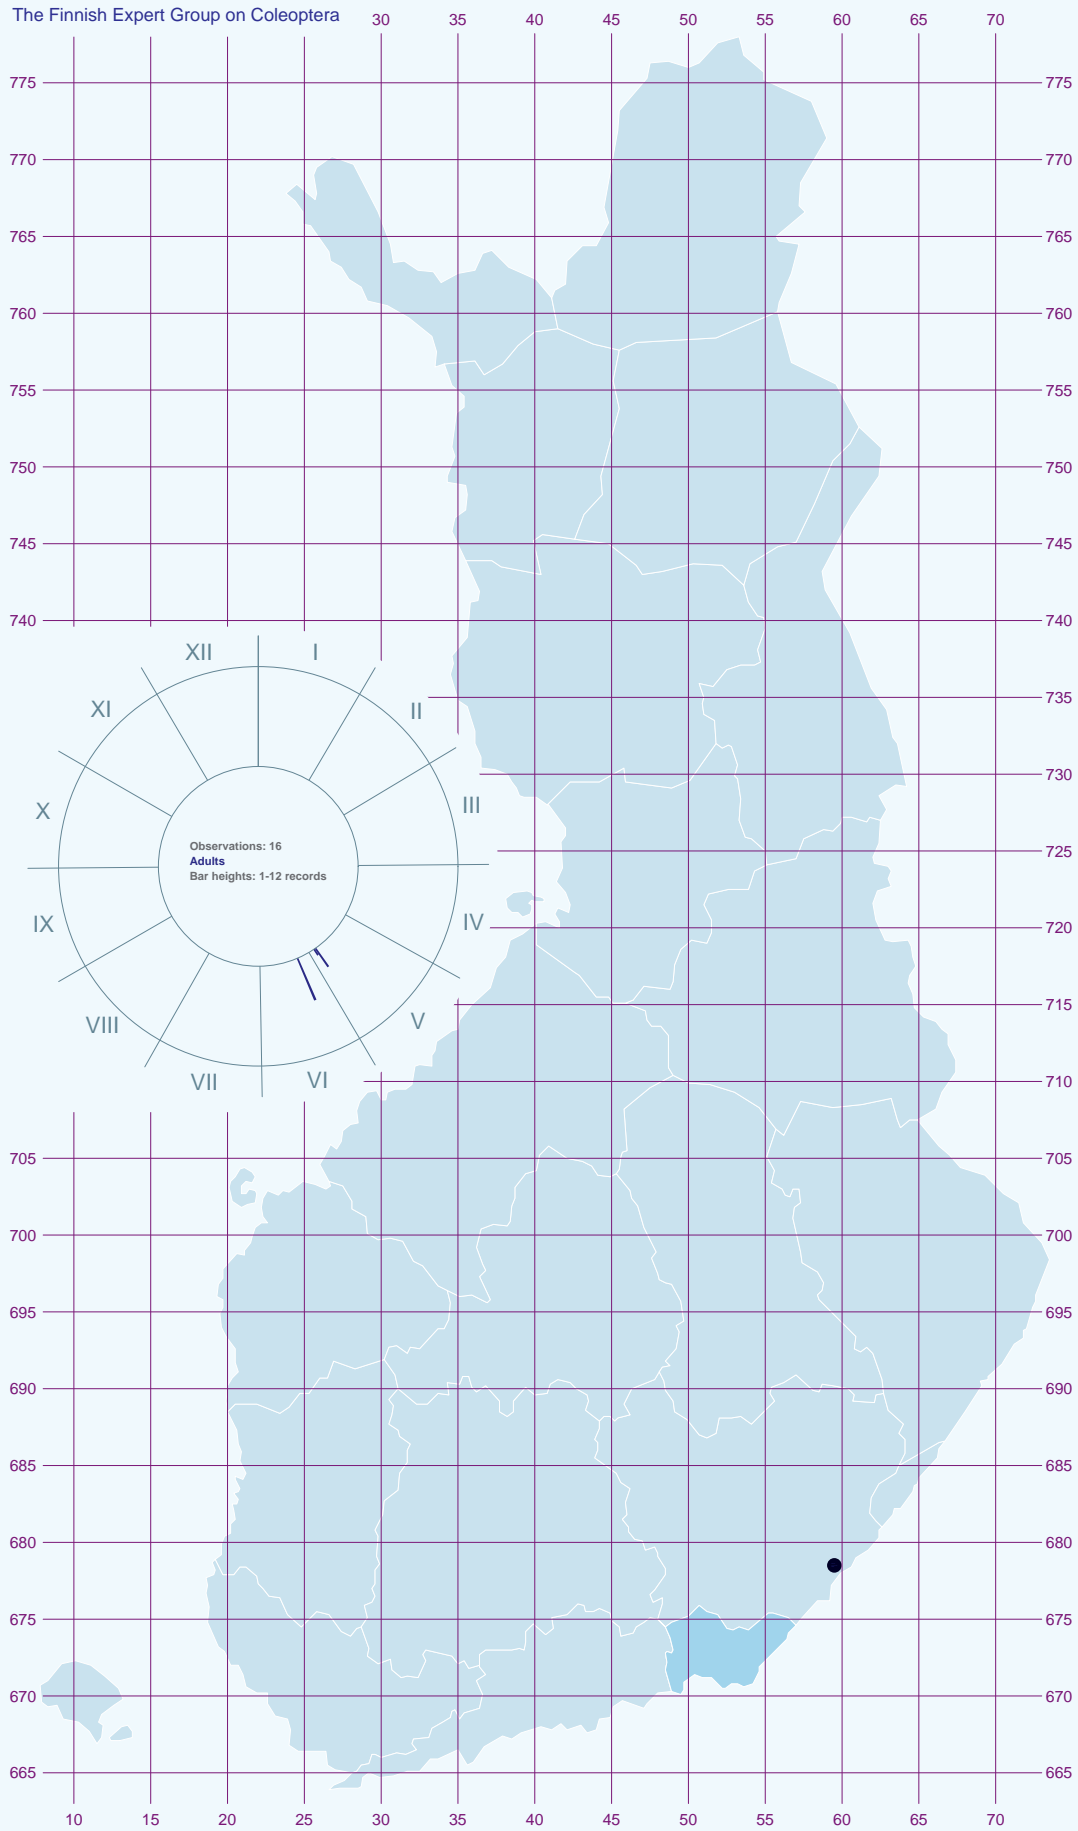 The Finnish Expert Group on Coleoptera 30 35 40 45 50 55 60 65 70
775 775
770 770
765 765
760 760
755 755
750 750
745 745
740 740
XII I
XI II
735
730
X III
725
Observations: 16
Adults
Bar heights: 1-12 records
IX IV 720
715
VIII V
VII VI 710
705 705
700 700
695 695
690 690
685 685
680 680
675 675
670 670
665 665
10 15 20 25 30 35 40 45 50 55 60 65 70